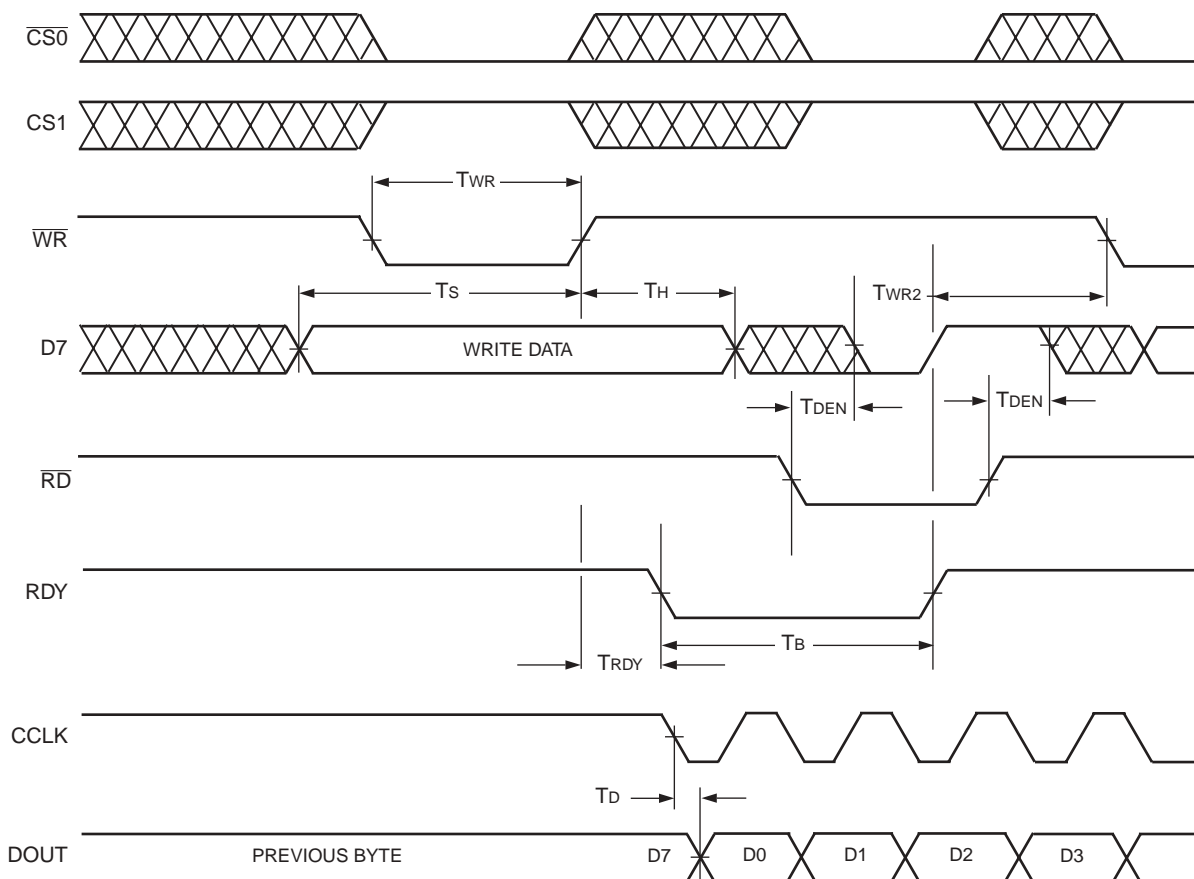 CS0
CS1
TWR
WR
TS
TH
TWR2
D7
WRITE DATA
TDEN
TDEN
RD
RDY
TB
TRDY
CCLK
TD
DOUT
PREVIOUS BYTE
D7
D0
D1
D2
D3